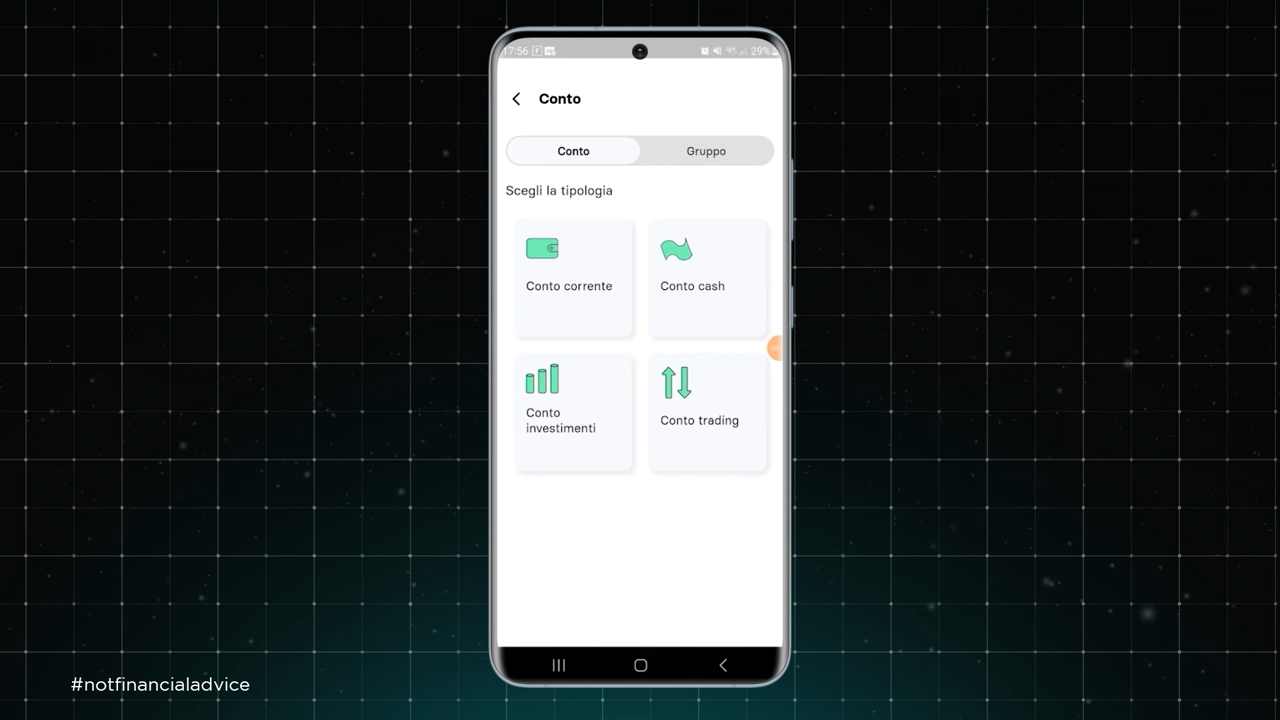 17:56
29%
Conto
Conto
Gruppo
Scegli la tipologia
Conto corrente
Conto cash
Conto
investimenti
Conto trading
#notfinancialadvice